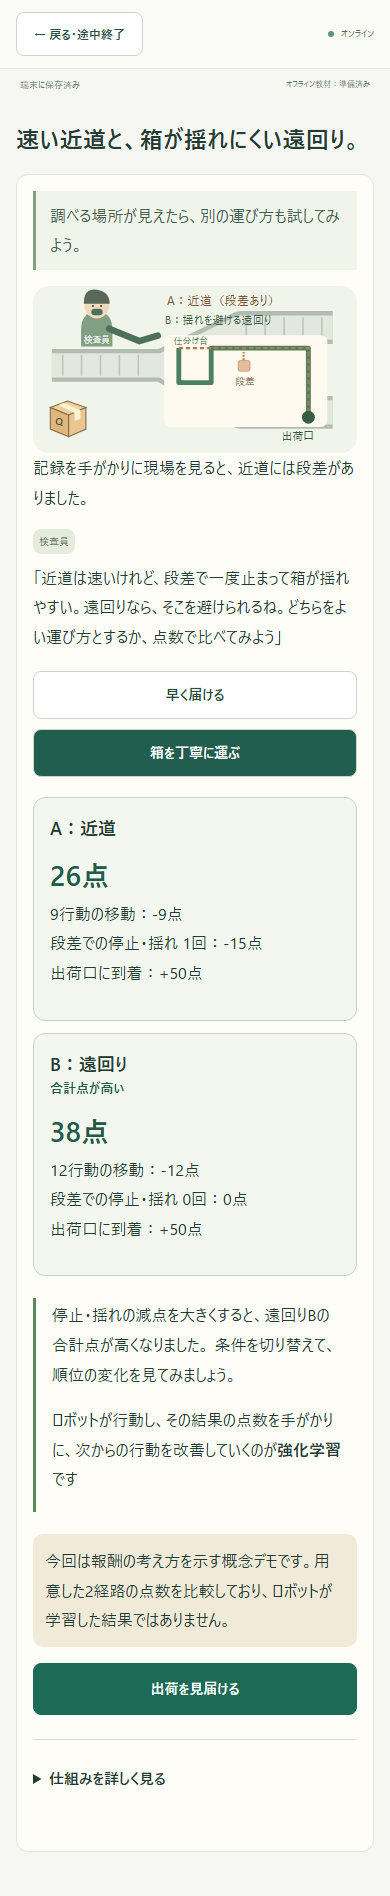 ← 戻る・途中終了
オンライン
端末に保存済み
オフライン教材：準備済み
速い近道と、箱が揺れにくい遠回り。
調べる場所が見えたら、別の運び方も試してみ
よう。
A：近道（段差あり）
B：揺れを避ける遠回り
検査員
仕分け台
段差
Q
出荷口
記録を手がかりに現場を見ると、近道には段差があ
りました。
検査員
「近道は速いけれど、段差で一度止まって箱が揺れ
やすい。遠回りなら、そこを避けられるね。どちらをよ
い運び方とするか、点数で比べてみよう」
早く届ける
箱を丁寧に運ぶ
A：近道
26点
9行動の移動：-9点
段差での停止・揺れ 1回：-15点
出荷口に到着：+50点
B：遠回り
合計点が高い
38点
12行動の移動：-12点
段差での停止・揺れ 0回：0点
出荷口に到着：+50点
停止・揺れの減点を大きくすると、遠回りBの
合計点が高くなりました。条件を切り替えて、
順位の変化を見てみましょう。
ロボットが行動し、その結果の点数を手がかり
に、次からの行動を改善していくのが強化学習
です
今回は報酬の考え方を示す概念デモです。用
意した2経路の点数を比較しており、ロボットが
学習した結果ではありません。
出荷を見届ける
▶ 仕組みを詳しく見る